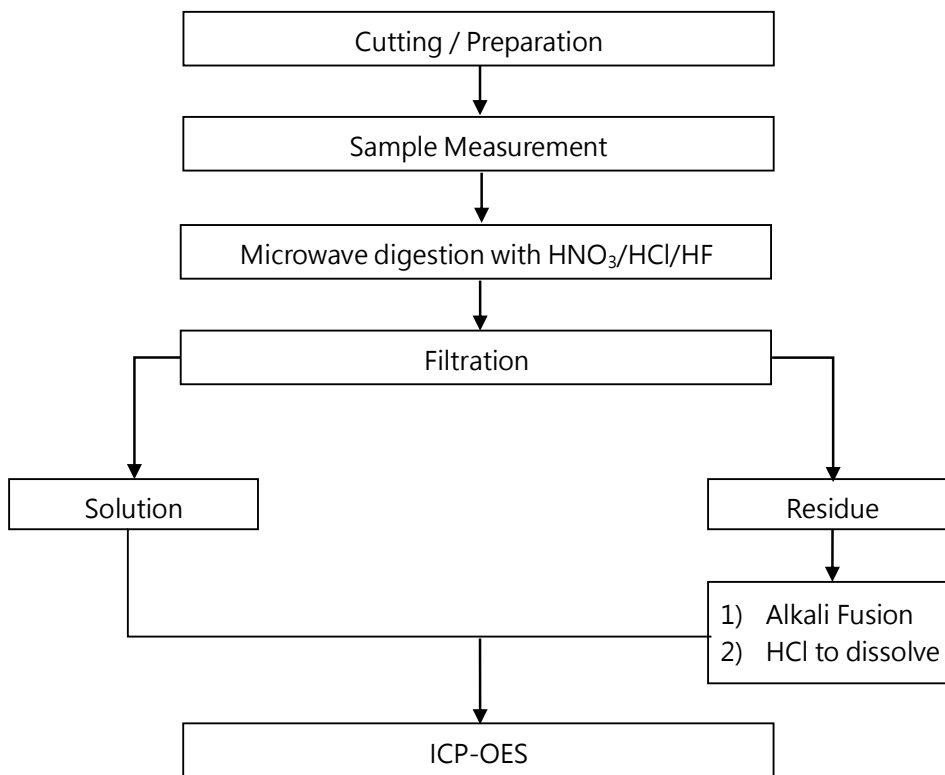 Cutting / Preparation
Sample Measurement
Microwave digestion with HNO₃/HCl/HF
Filtration
Solution
Residue
1) Alkali Fusion
2) HCl to dissolve
ICP-OES